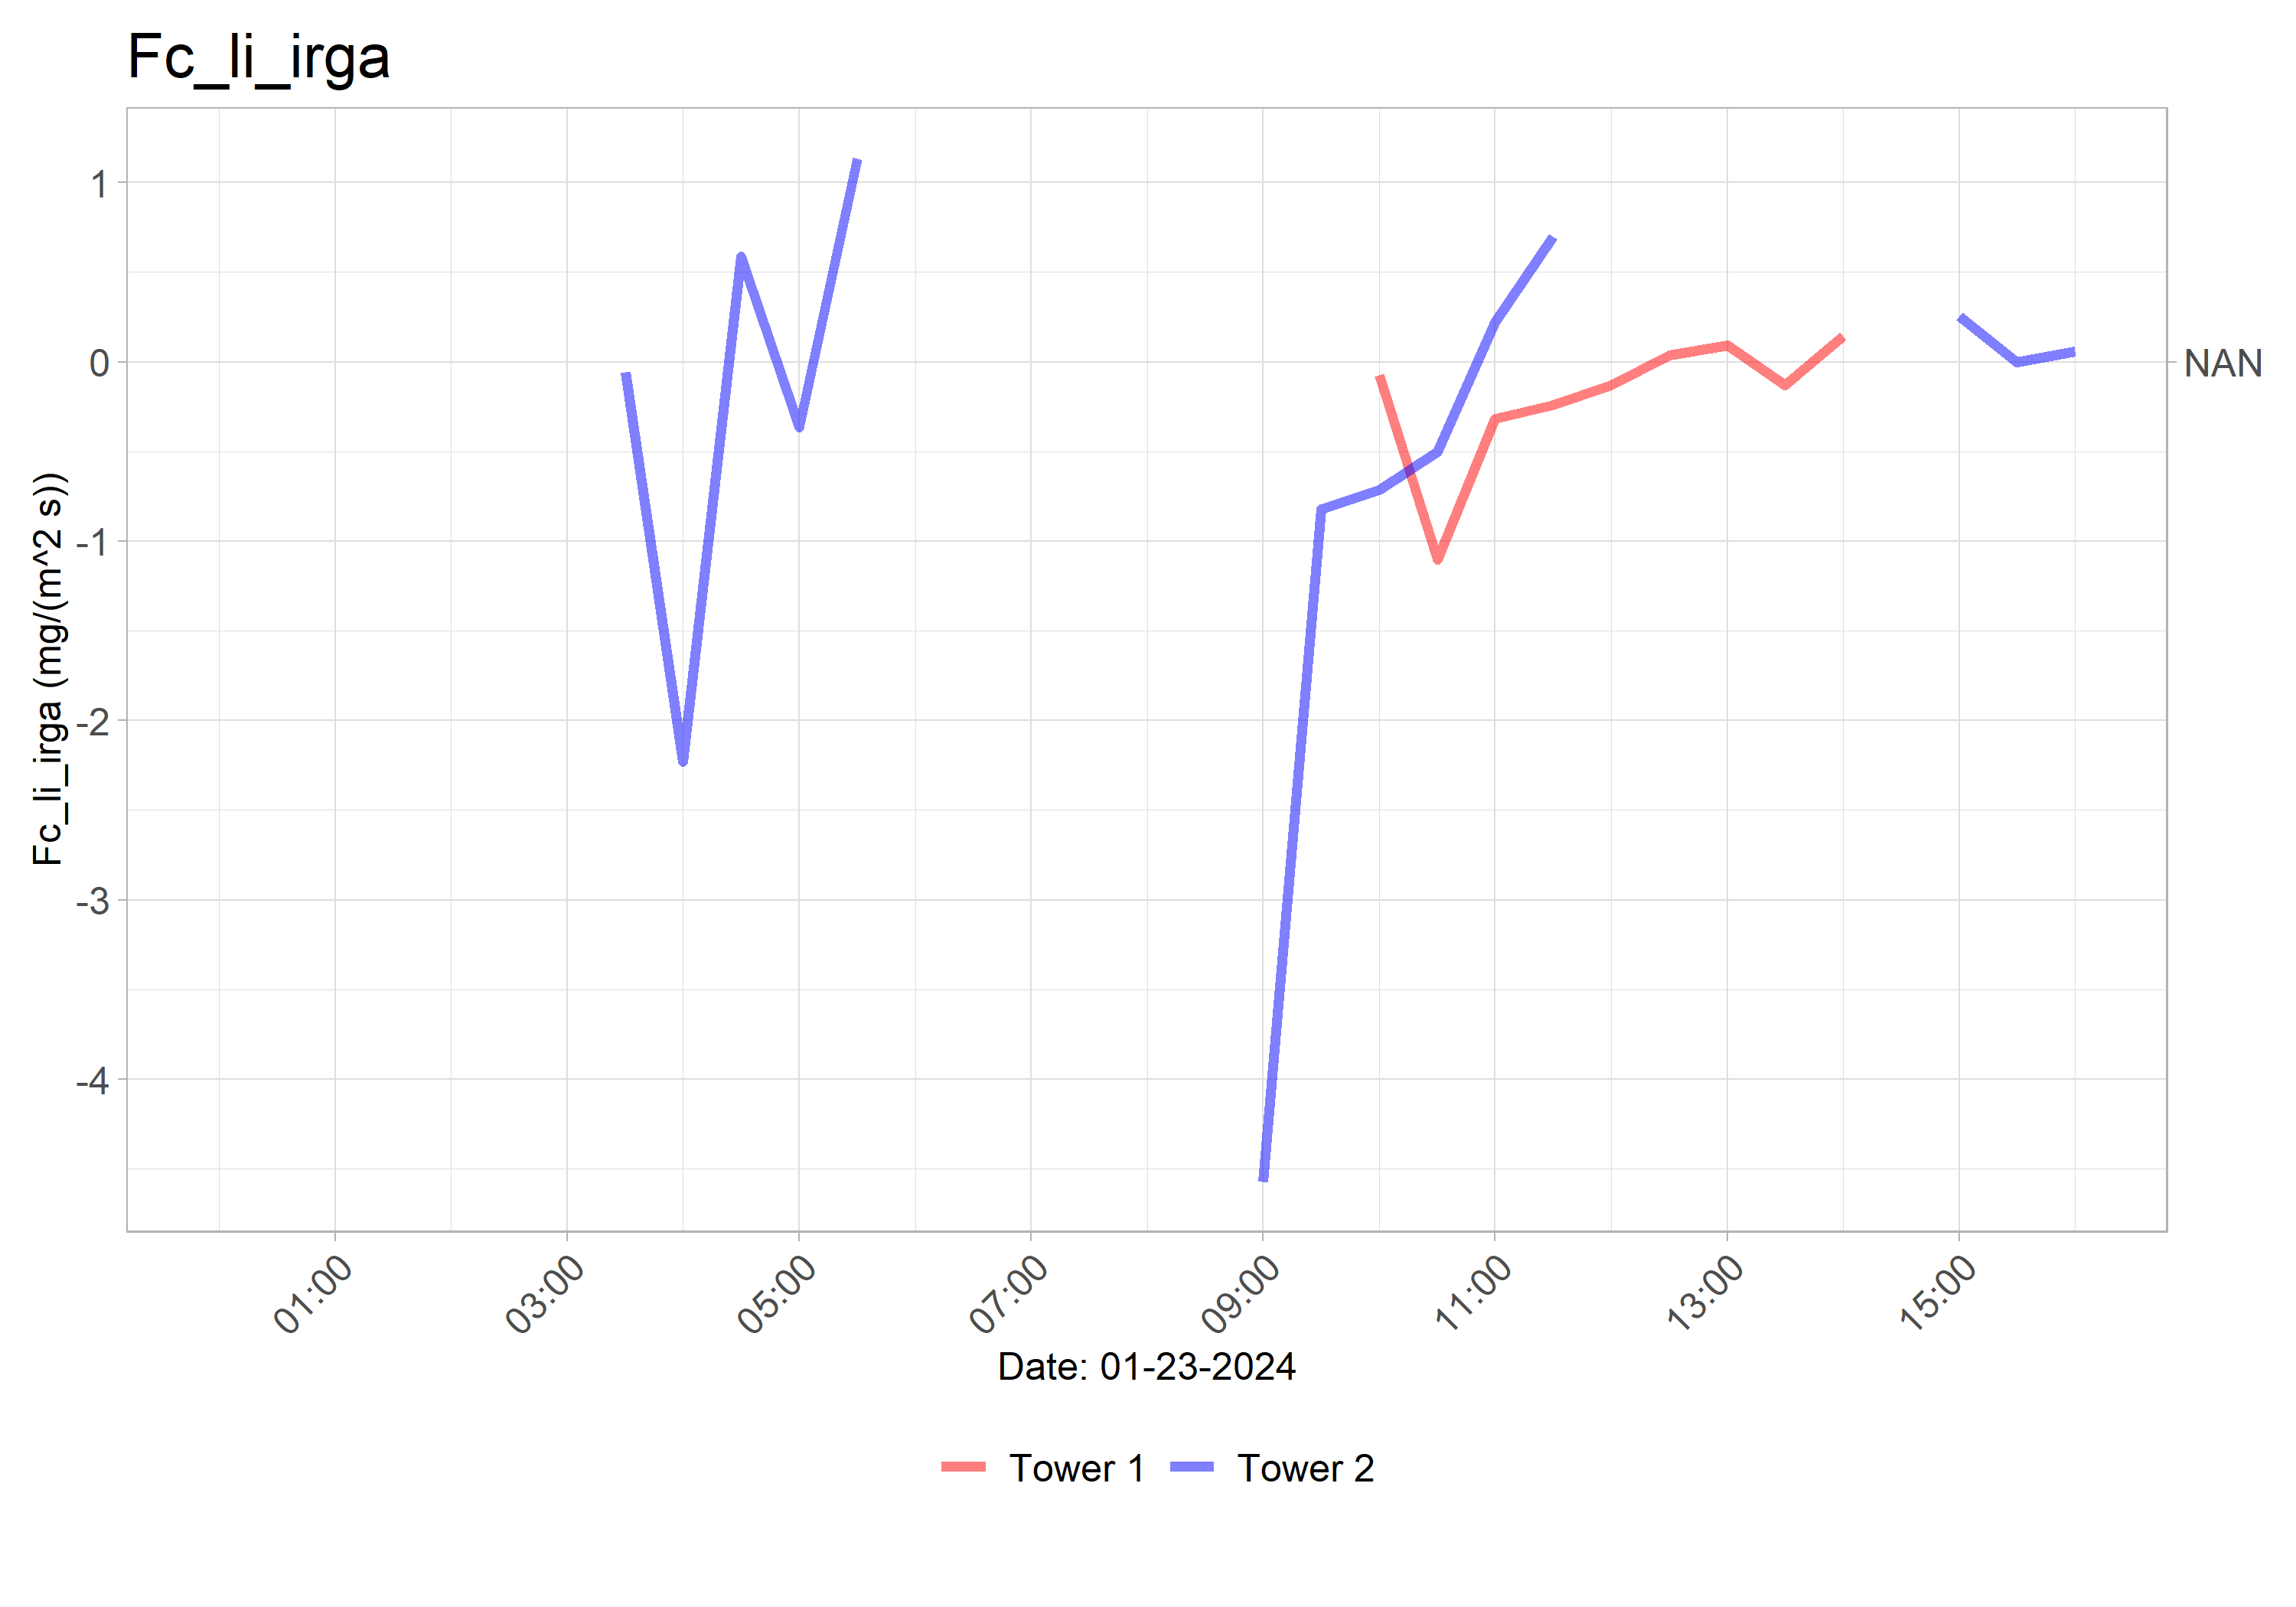 Fc_li_irga
Fc_li_irga (mg/(m^2 s))
1
0
-1
-2
-3
-4
NAN
01:00
03:00
05:00
07:00
09:00
11:00
13:00
15:00
Date: 01-23-2024
Tower 1
Tower 2